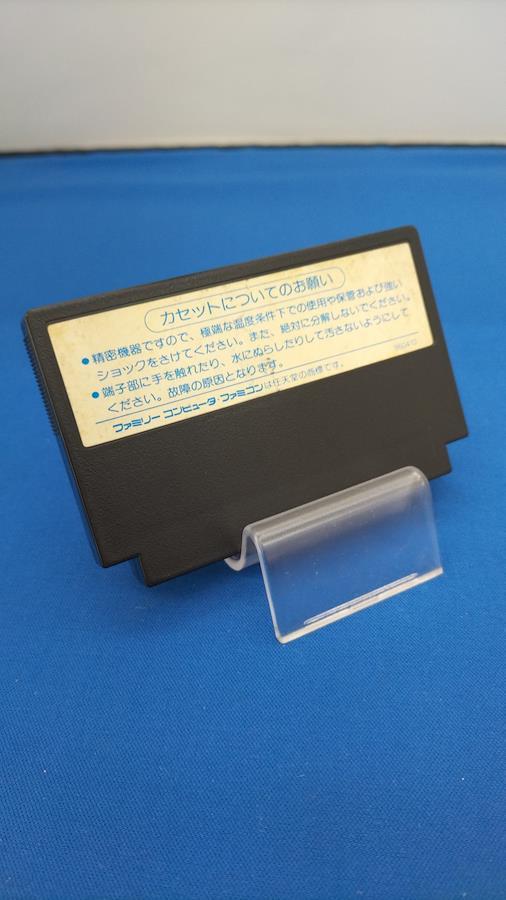 カセットについてのお願い
●精密機器ですので、極端な温度条件下での使用や保管および強い
ショックをさけてください。また、絶対に分解しないでください。
●端子部に手を触れたり、水にぬらしたりして汚さないようにして
ください。故障の原因となります。
ファミリー コンピュータ・ファミコンは任天堂の商標です。